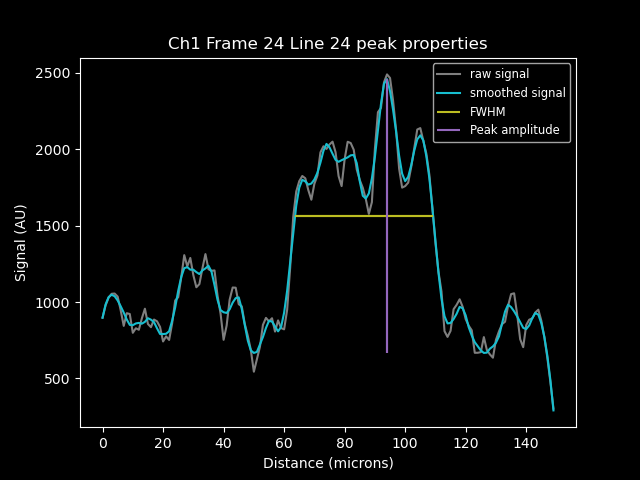 Ch1 Frame 24 Line 24 peak properties
raw signal
smoothed signal
FWHM
Peak amplitude
2500
2000
1500
1000
500
Signal (AU)
0 20 40 60 80 100 120 140
Distance (microns)